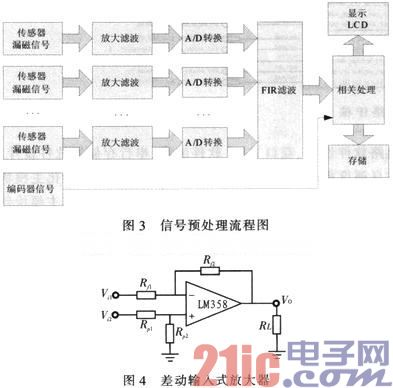 传感器
漏磁信号
放大滤波
A/D转换
传感器
漏磁信号
放大滤波
A/D转换
...
...
...
传感器
漏磁信号
放大滤波
A/D转换
编码器信号
FIR滤波
显示
LCD
相关处理
存储
图 3 信号预处理流程图
Rf1
Rf2
Vi1
Vi2
Rp1
Rp2
LM358
−
+
Vo
RL
图 4 差动输入式放大器
21ic.com
电子网